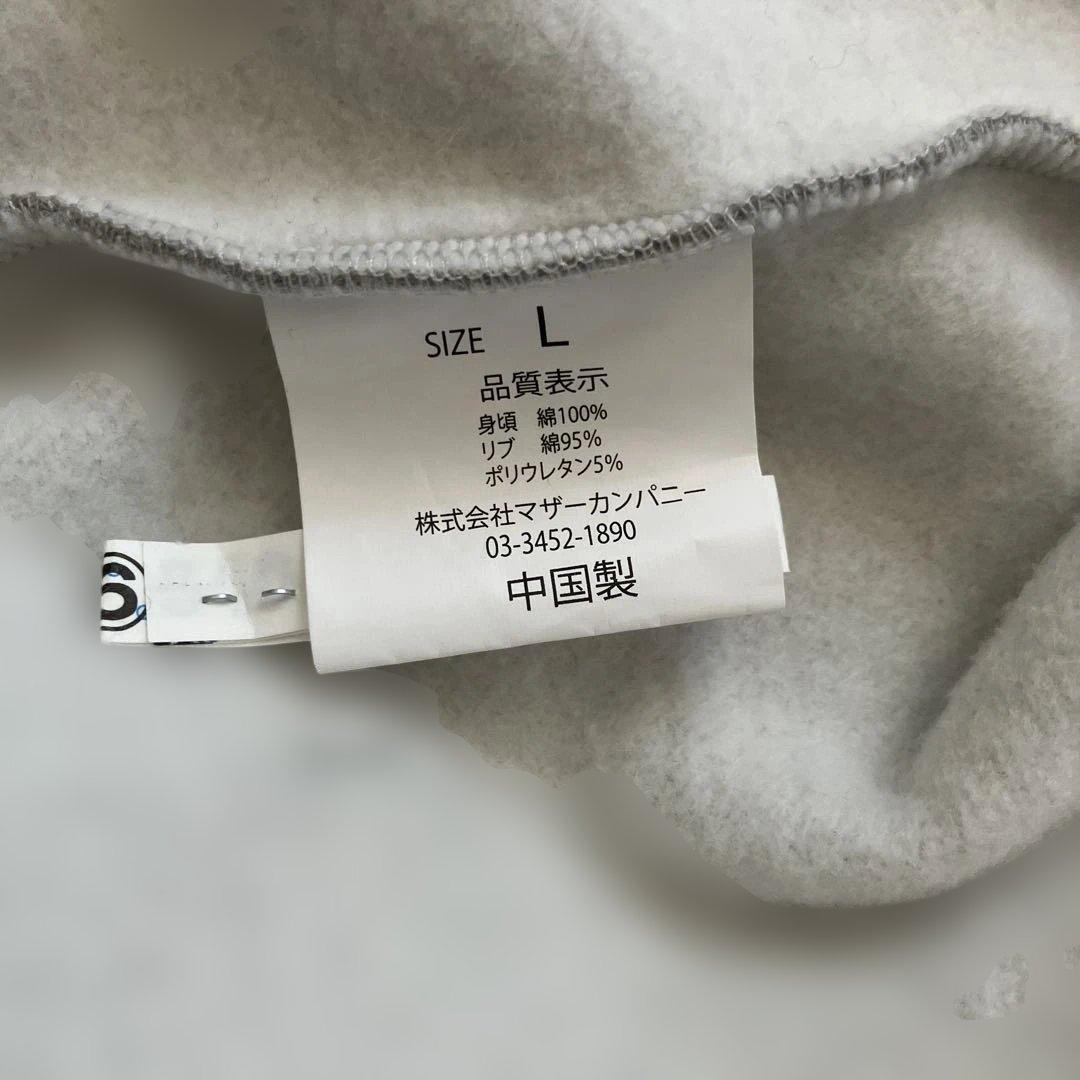 SIZE L
品質表示
身頃 綿100%
リブ 綿95%
ポリウレタン5%
株式会社マザーカンパニー
03-3452-1890
中国製
6